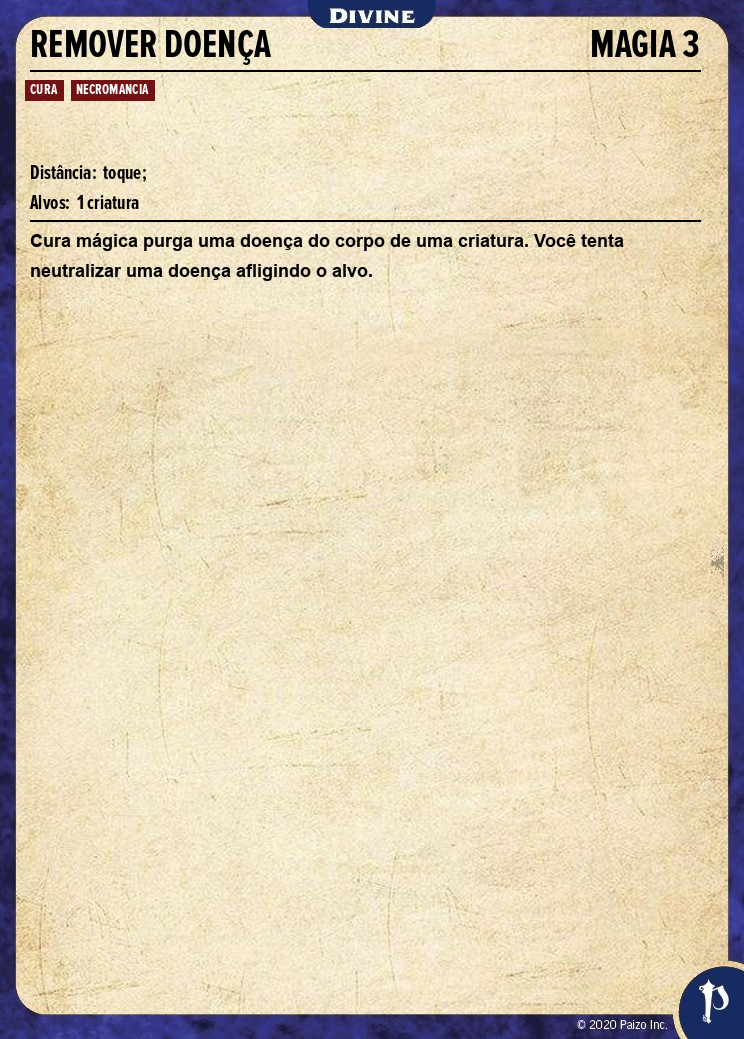 DIVINE
REMOVER DOENÇA MAGIA 3
CURA NECROMANCIA
Distância: toque;
Alvos: 1 criatura
Cura mágica purga uma doença do corpo de uma criatura. Você tenta
neutralizar uma doença afligindo o alvo.
© 2020 Paizo Inc.